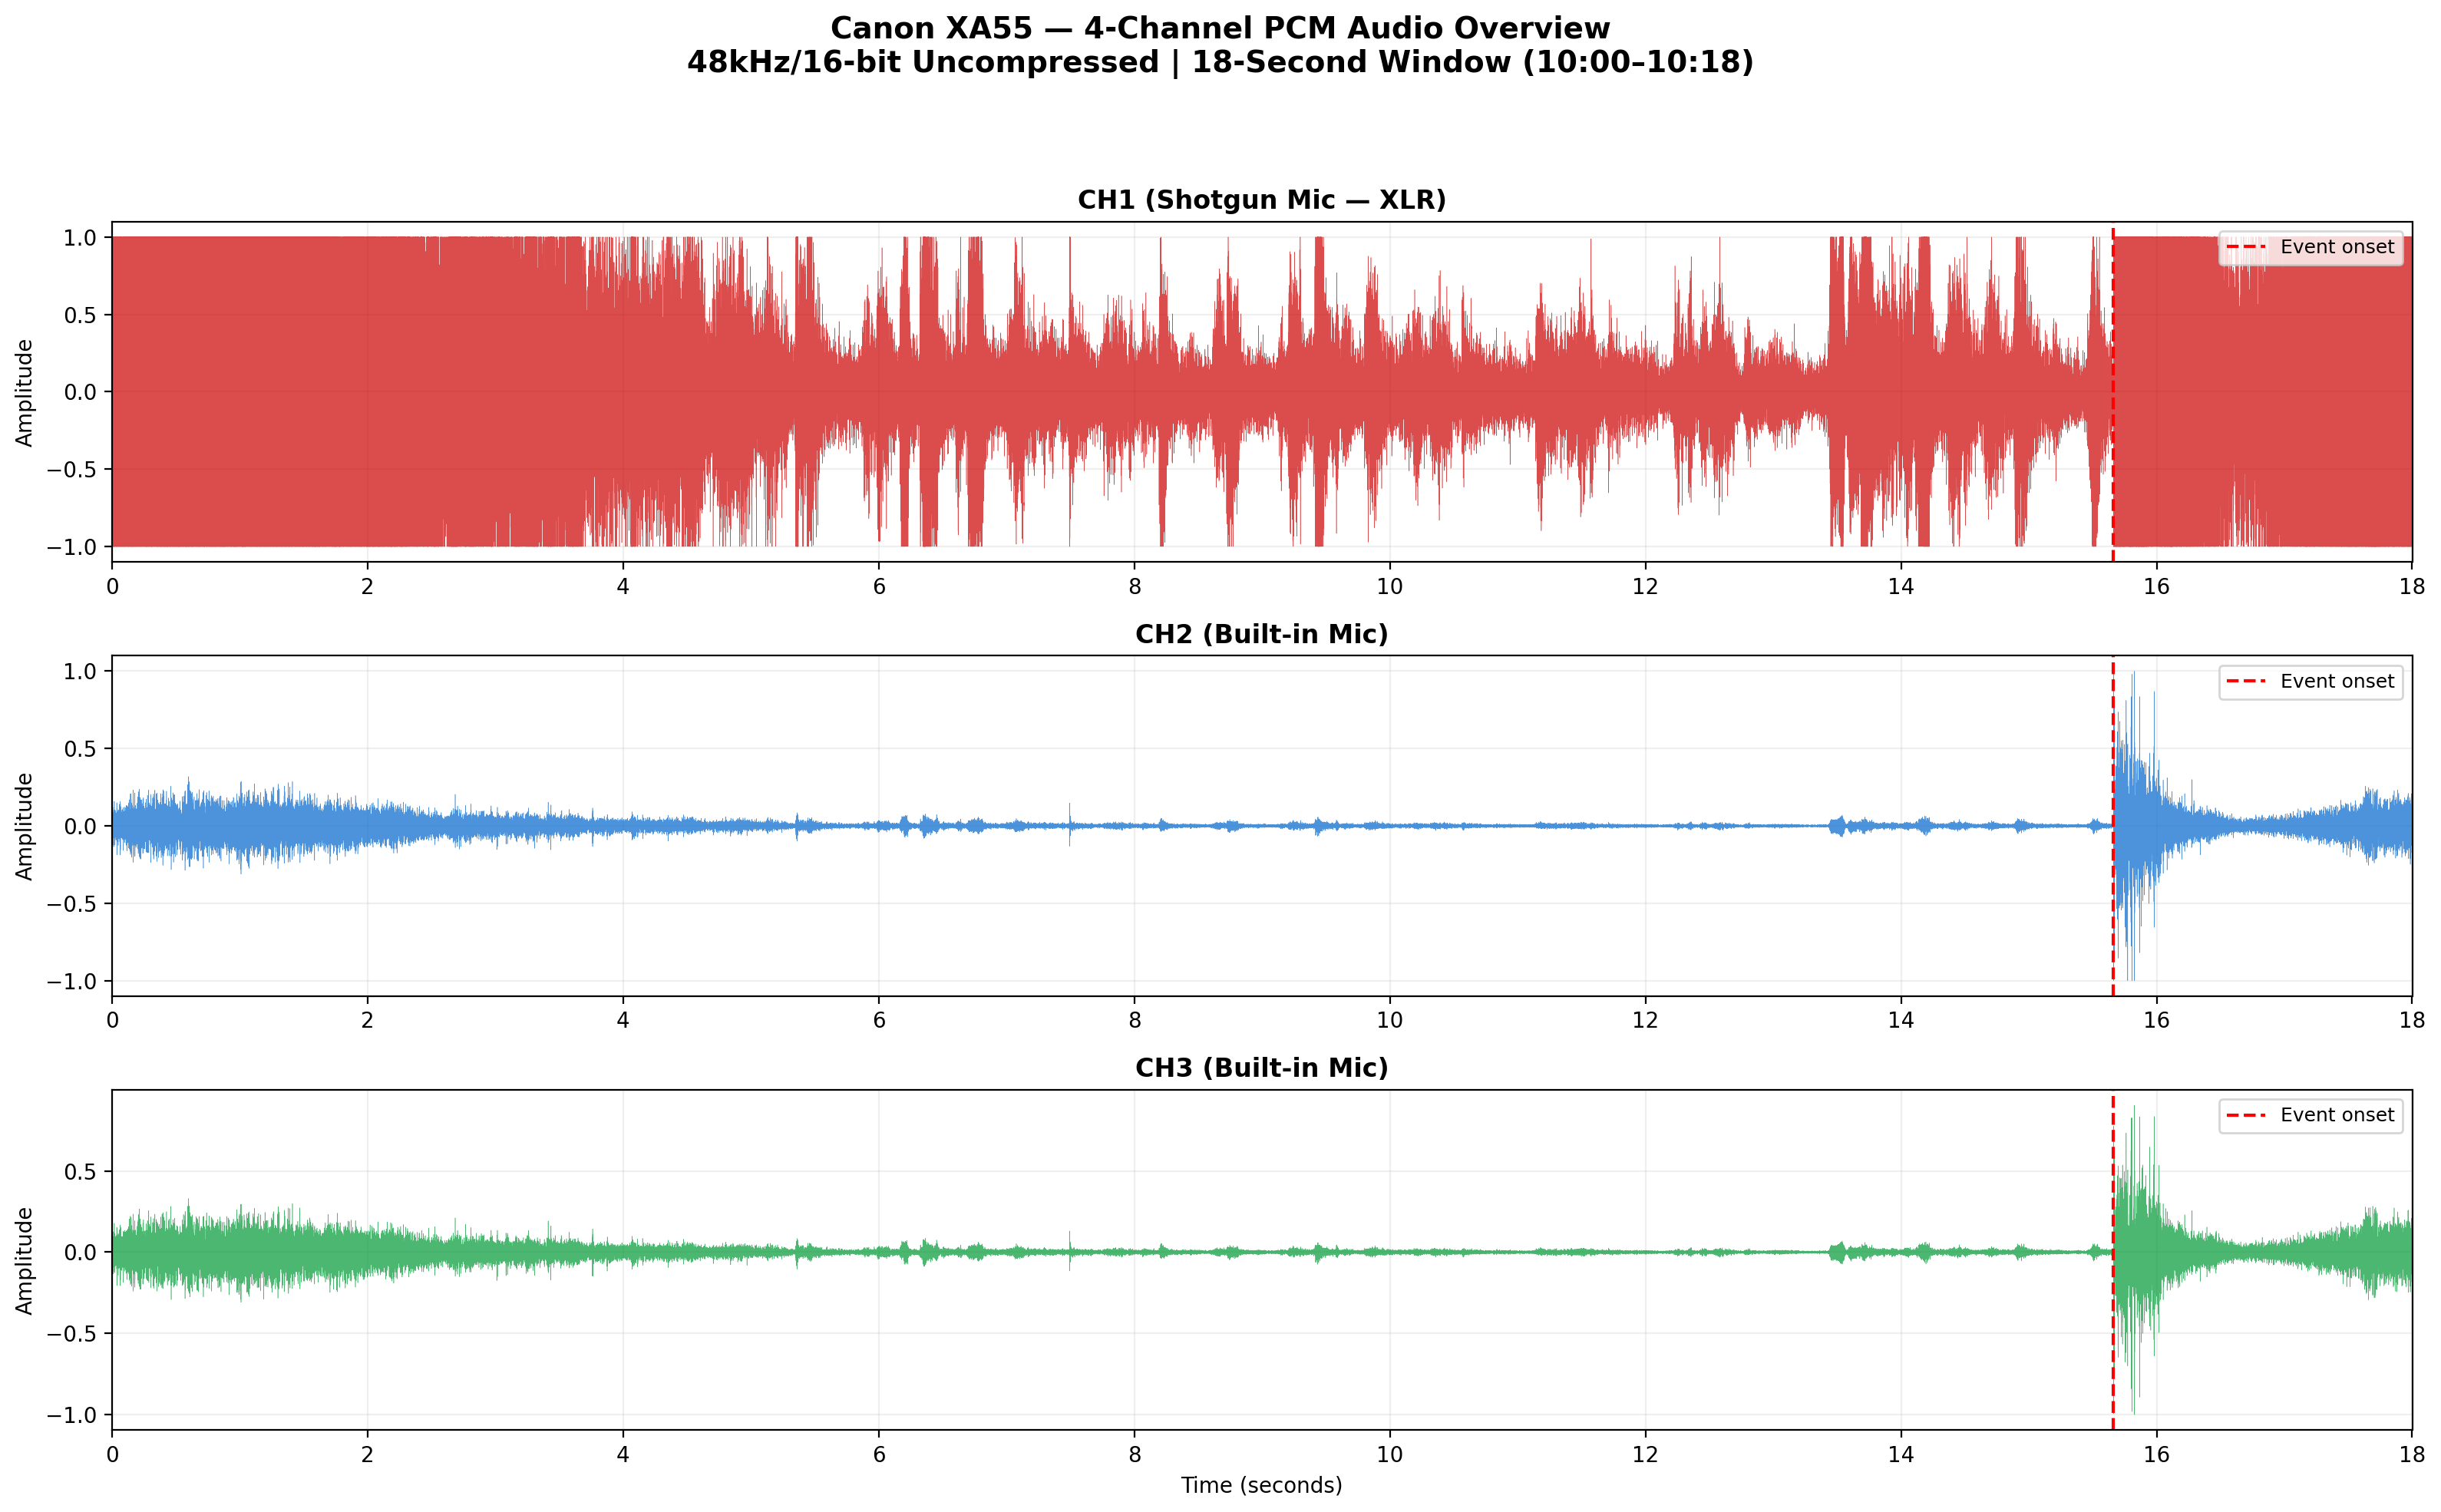 Canon XA55 — 4-Channel PCM Audio Overview
48kHz/16-bit Uncompressed | 18-Second Window (10:00–10:18)
CH1 (Shotgun Mic — XLR)
Event onset
Amplitude
1.0
0.5
0.0
−0.5
−1.0
0 2 4 6 8 10 12 14 16 18
CH2 (Built-in Mic)
Event onset
Amplitude
1.0
0.5
0.0
−0.5
−1.0
0 2 4 6 8 10 12 14 16 18
CH3 (Built-in Mic)
Event onset
Amplitude
0.5
0.0
−0.5
−1.0
0 2 4 6 8 10 12 14 16 18
Time (seconds)